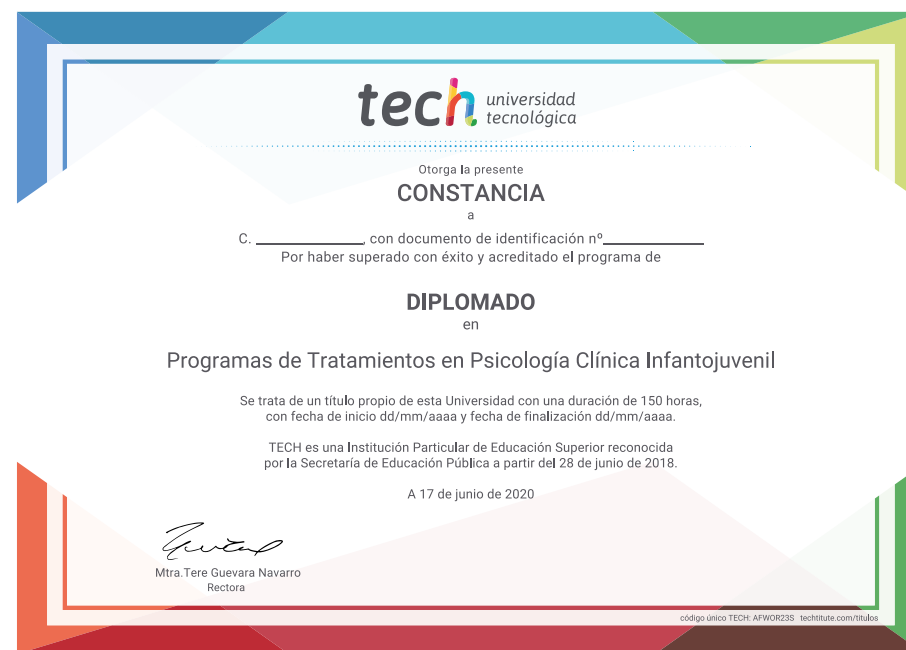 tech universidad
tecnológica
Otorga la presente
CONSTANCIA
a
C. ____________, con documento de identificación nº____________
Por haber superado con éxito y acreditado el programa de
DIPLOMADO
en
Programas de Tratamientos en Psicología Clínica Infantojuvenil
Se trata de un título propio de esta Universidad con una duración de 150 horas,
con fecha de inicio dd/mm/aaaa y fecha de finalización dd/mm/aaaa.
TECH es una Institución Particular de Educación Superior reconocida
por la Secretaría de Educación Pública a partir del 28 de junio de 2018.
A 17 de junio de 2020
Mtra.Tere Guevara Navarro
Rectora
código único TECH: AFWOR23S techtitute.com/titulos